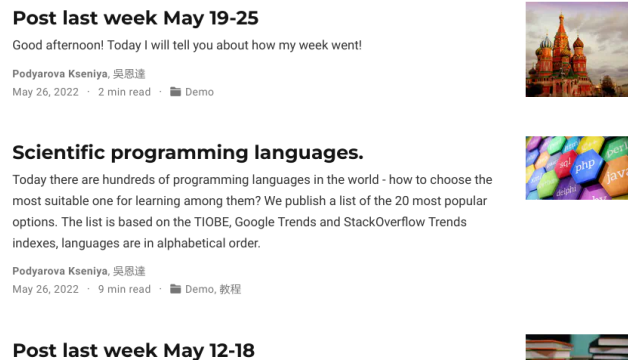 Post last week May 19-25
Good afternoon! Today I will tell you about how my week went!
Podyarova Kseniya, 吳恩達
May 26, 2022 · 2 min read · Demo
Scientific programming languages.
Today there are hundreds of programming languages in the world - how to choose the
most suitable one for learning among them? We publish a list of the 20 most popular
options. The list is based on the TIOBE, Google Trends and StackOverflow Trends
indexes, languages are in alphabetical order.
sql
php
java
delphi
Podyarova Kseniya, 吳恩達
May 26, 2022 · 9 min read · Demo, 教程
Post last week May 12-18